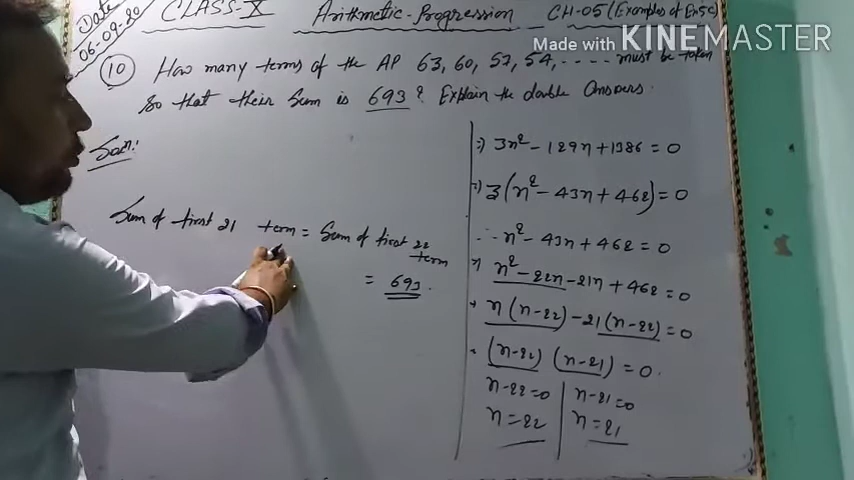 Date
06-09-20
CLASS-X Arithmetic-Progression CH-05 (Examples of Ex5C)
Made with KINEMASTER
10 How many terms of the AP 63, 60, 57, 54, ..... must be taken
So that their Sum is 693? Explain the double Answers.
Soln:
Sum of first 21 term = Sum of first 22 term
= 693.
⇒ 3n² - 129n + 1386 = 0
⇒ 3(n² - 43n + 462) = 0
∴ n² - 43n + 462 = 0
⇒ n² - 22n - 21n + 462 = 0
⇒ n(n-22) - 21(n-22) = 0
⇒ (n-22) (n-21) = 0.
n-22=0 | n-21=0
n=22 | n=21